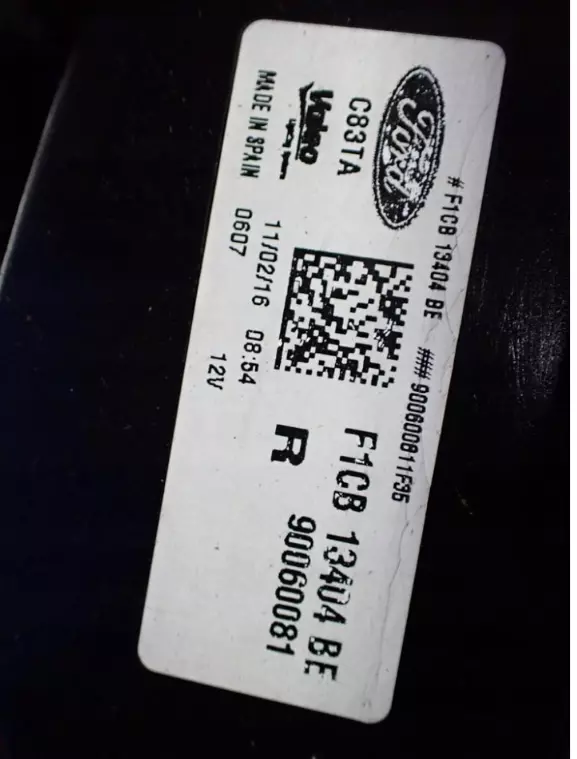 # F1CB 13404 BE ### 900600811F35
Ford
C83TA
Valeo
MADE IN SPAIN
11/02/16 08:54
0607
12V
F1CB 13404 BE
R
90060081